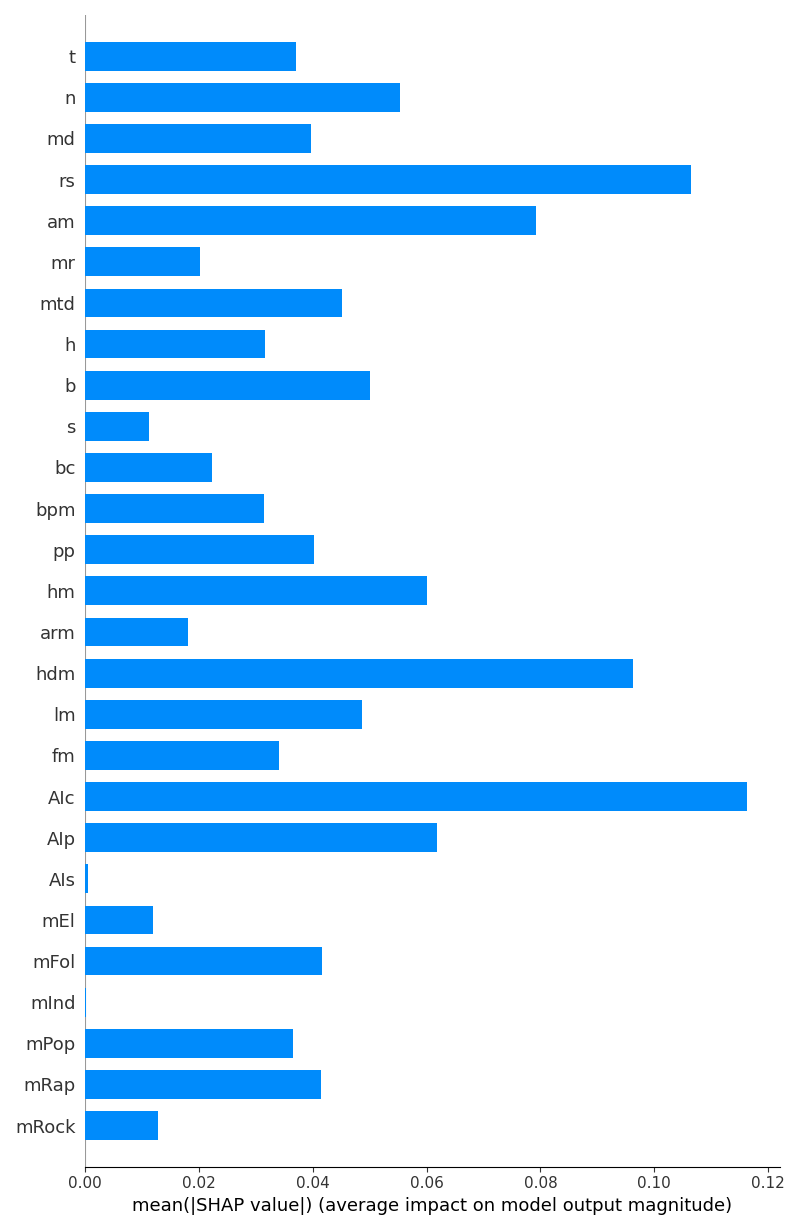 t
n
md
rs
am
mr
mtd
h
b
s
bc
bpm
pp
hm
arm
hdm
lm
fm
AIc
AIp
AIs
mEl
mFol
mInd
mPop
mRap
mRock
0.00 0.02 0.04 0.06 0.08 0.10 0.12
mean(|SHAP value|) (average impact on model output magnitude)